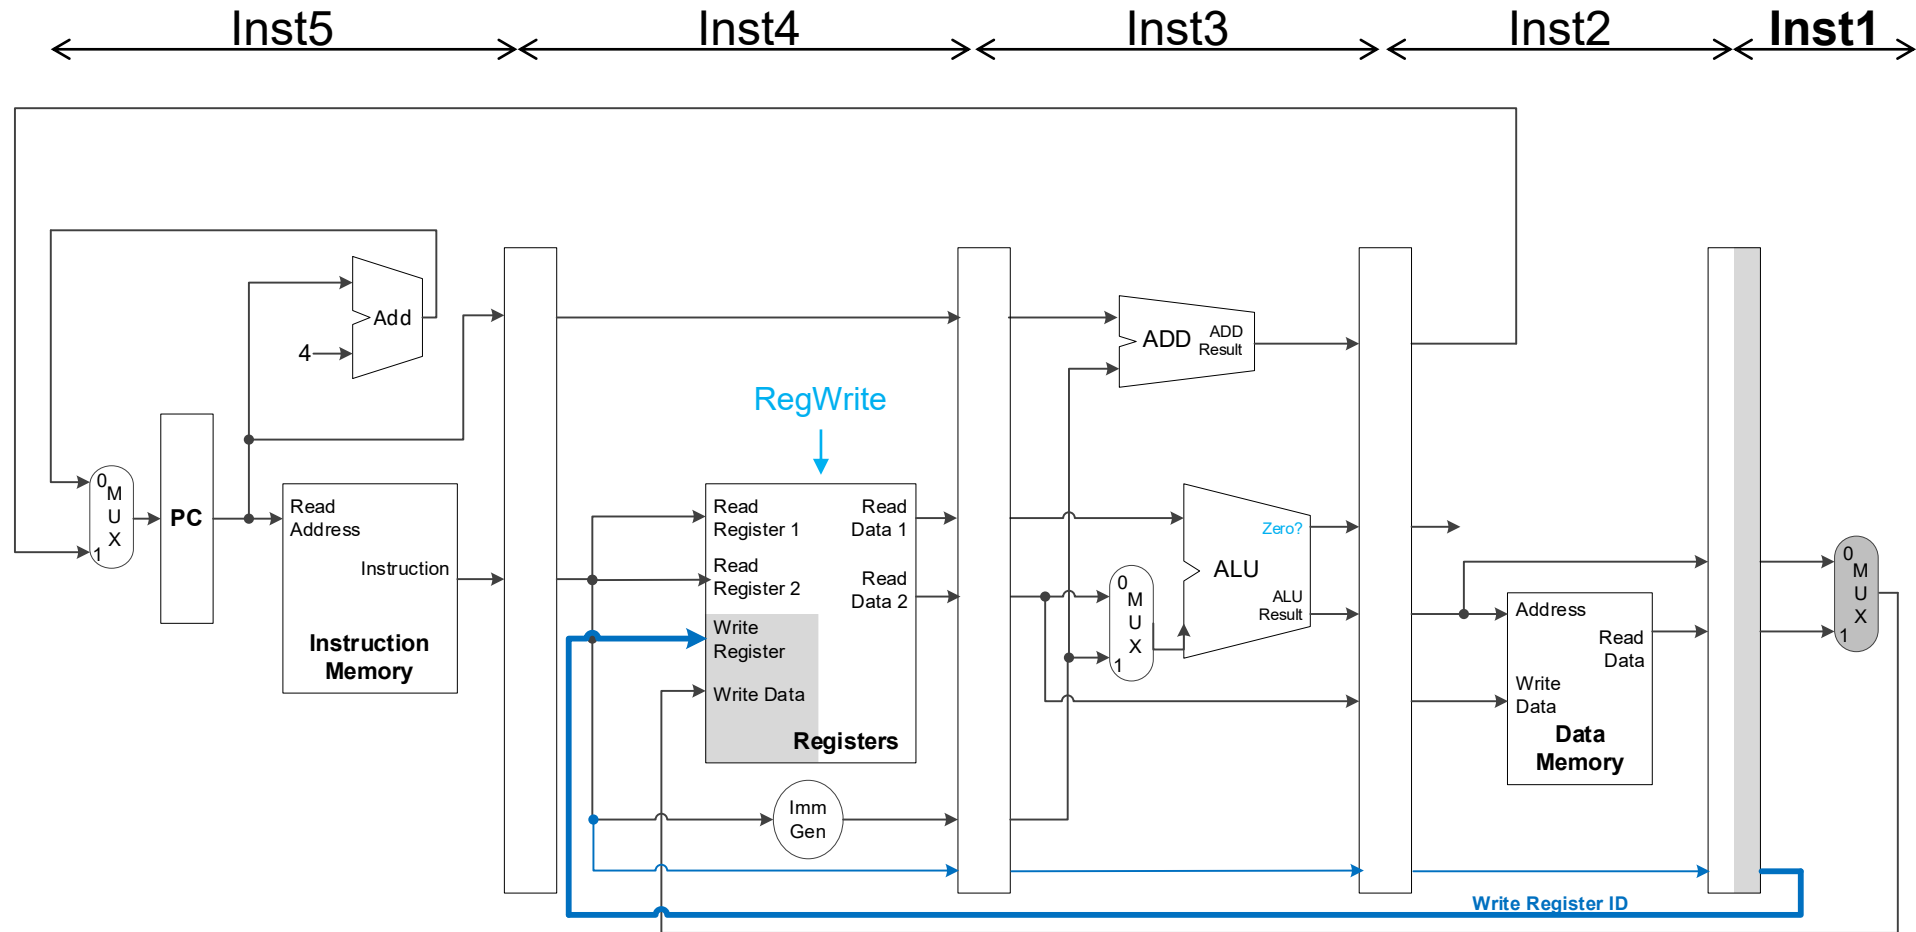 Inst5
Inst4
Inst3
Inst2
Inst1
Add
4
ADD
ADD
Result
RegWrite
0
M
U
X
1
PC
Read
Address
Instruction
Instruction
Memory
Read
Register 1
Read
Data 1
Read
Register 2
Read
Data 2
Write
Register
Write Data
Registers
Imm
Gen
0
M
U
X
1
Zero?
ALU
ALU
Result
Address
Read
Data
Write
Data
Data
Memory
0
M
U
X
1
Write Register ID